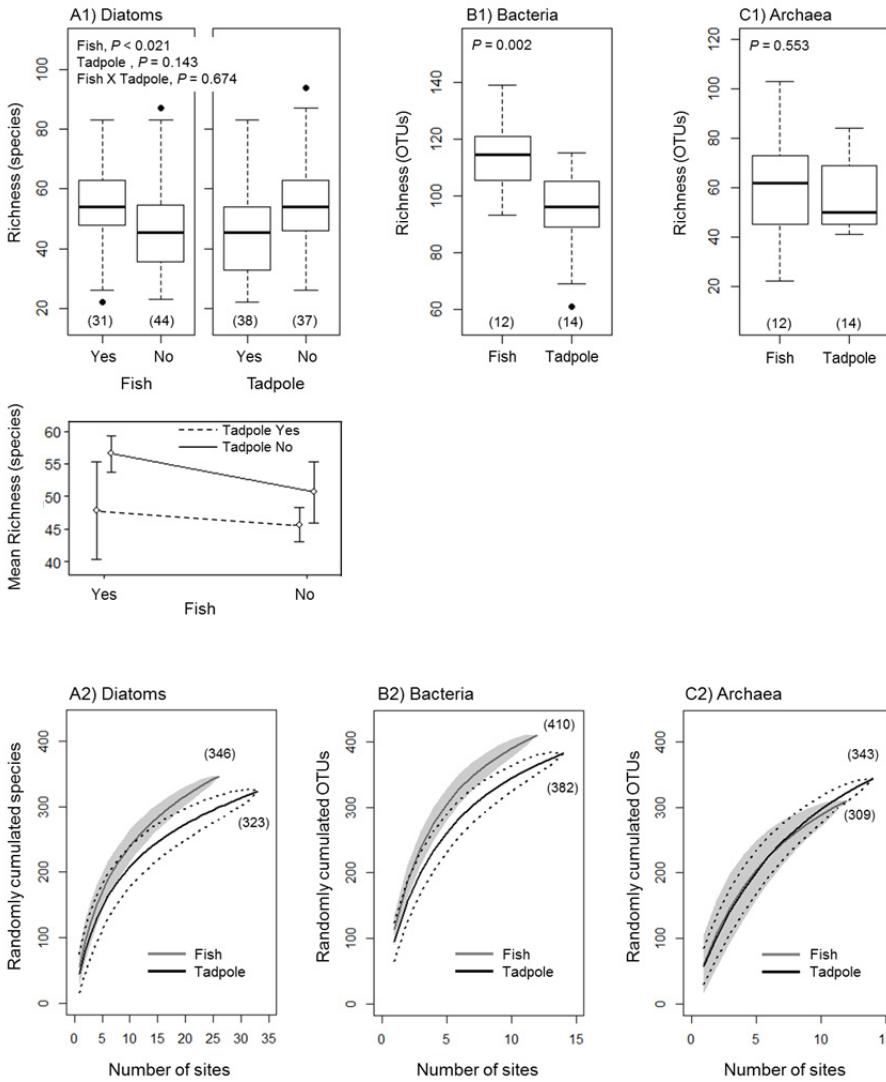 A1) Diatoms
Fish, P < 0.021
Tadpole , P = 0.143
Fish X Tadpole, P = 0.674
Richness (species)
100
80
60
40
20
(31) (44) (38) (37)
Yes No Yes No
Fish Tadpole
B1) Bacteria
P = 0.002
Richness (OTUs)
140
120
100
80
60
(12) (14)
Fish Tadpole
C1) Archaea
P = 0.553
Richness (OTUs)
120
100
80
60
40
20
(12) (14)
Fish Tadpole
Mean Richness (species)
60
55
50
45
40
Tadpole Yes
Tadpole No
Yes No
Fish
A2) Diatoms
Randomly cumulated species
400
300
200
100
0
(346)
(323)
Fish
Tadpole
0 5 10 15 20 25 30 35
Number of sites
B2) Bacteria
Randomly cumulated OTUs
400
300
200
100
0
(410)
(382)
Fish
Tadpole
0 5 10 15
Number of sites
C2) Archaea
Randomly cumulated OTUs
400
300
200
100
0
(343)
(309)
Fish
Tadpole
0 5 10
Number of sites